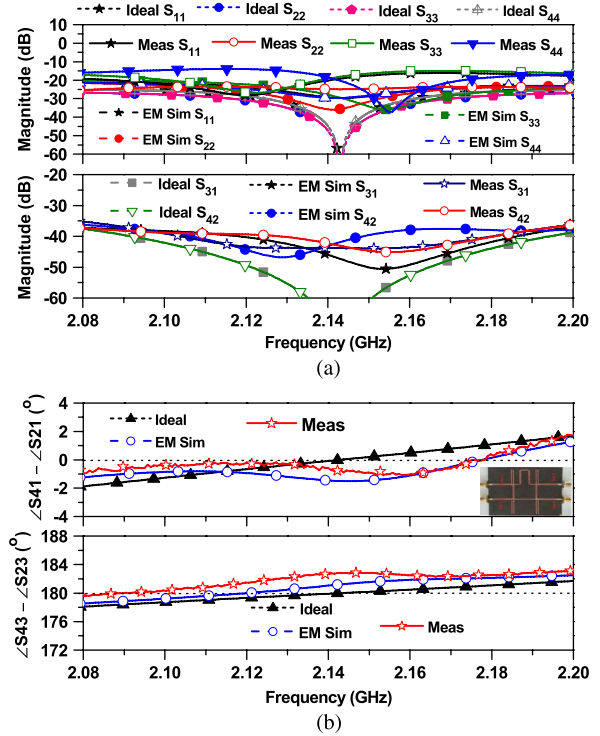 Ideal S11 Ideal S22 Ideal S33 Ideal S44
(a)
20
10
0
-10
-20
-30
-40
-50
-60
Magnitude (dB)
Meas S11 Meas S22 Meas S33 Meas S44
EM Sim S11 EM Sim S33
EM Sim S22 EM Sim S44
-20
-30
-40
-50
-60
Magnitude (dB)
Ideal S31 EM Sim S31 Meas S31
Ideal S42 EM sim S42 Meas S42
2.08 2.10 2.12 2.14 2.16 2.18 2.20
Frequency (GHz)
(a)
4
2
0
-2
-4
∠S41 – ∠S21 (°)
Ideal
EM Sim
Meas
188
184
180
176
172
∠S43 – ∠S23 (°)
Ideal
EM Sim
Meas
2.08 2.10 2.12 2.14 2.16 2.18 2.20
Frequency (GHz)
(b)